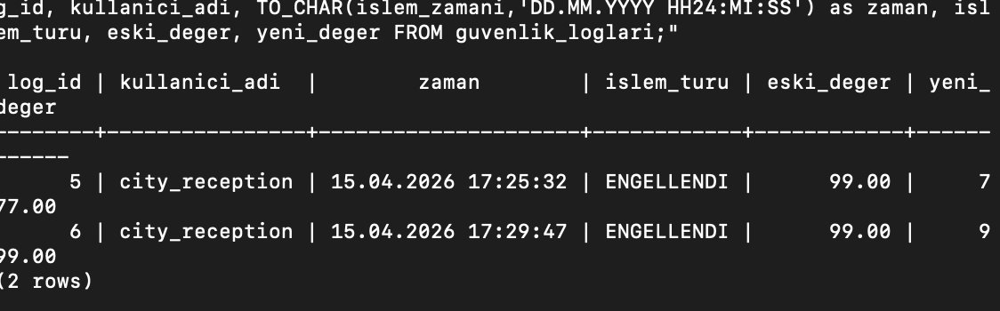 g_id, kullanici_adi, TO_CHAR(islem_zamani,'DD.MM.YYYY HH24:MI:SS') as zaman, isl
em_turu, eski_deger, yeni_deger FROM guvenlik_loglari;"
log_id | kullanici_adi | zaman | islem_turu | eski_deger | yeni_
deger
--------+----------------+---------------------+------------+------------+------
------
5 | city_reception | 15.04.2026 17:25:32 | ENGELLENDI | 99.00 | 7
77.00
6 | city_reception | 15.04.2026 17:29:47 | ENGELLENDI | 99.00 | 9
99.00
(2 rows)